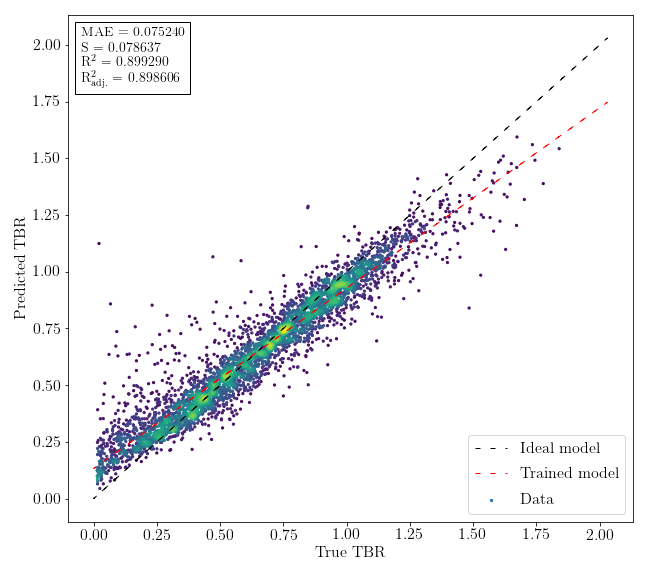 MAE = 0.075240
S = 0.078637
R² = 0.899290
R²adj. = 0.898606
2.00
1.75
1.50
1.25
1.00
0.75
0.50
0.25
0.00
Predicted TBR
Ideal model
Trained model
Data
0.00 0.25 0.50 0.75 1.00 1.25 1.50 1.75 2.00
True TBR